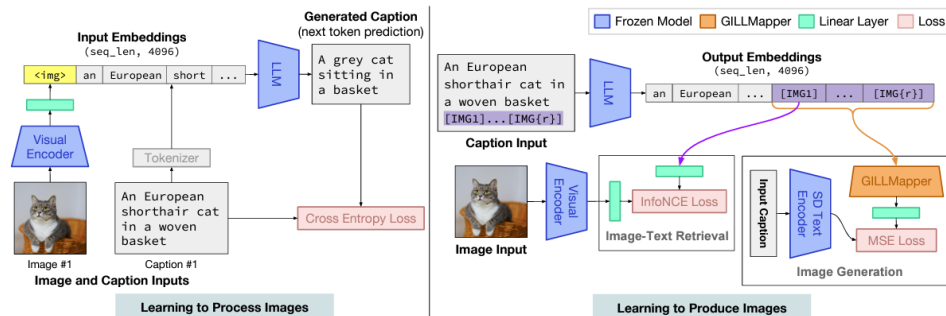 Input Embeddings
(seq_len, 4096)
<img> an European short ...
Visual
Encoder
Tokenizer
LLM
Generated Caption
(next token prediction)
A grey cat
sitting in
a basket
An European
shorthair cat
in a woven
basket
Cross Entropy Loss
Image #1
Caption #1
Image and Caption Inputs
Learning to Process Images
Frozen Model
GILLMapper
Linear Layer
Loss
An European
shorthair cat in
a woven basket
[IMG1]...[IMG{r}]
Caption Input
LLM
Output Embeddings
(seq_len, 4096)
an European ... [IMG1] ... [IMG{r}]
Image Input
Visual
Encoder
InfoNCE Loss
Image-Text Retrieval
Input Caption
SD Text
Encoder
GILLMapper
MSE Loss
Image Generation
Learning to Produce Images